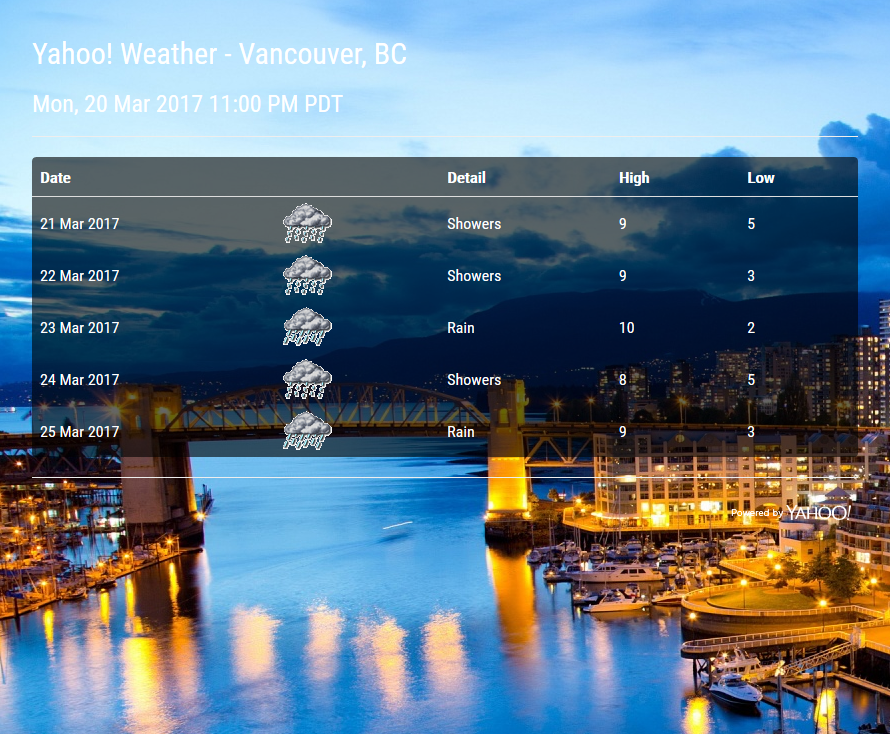 Yahoo! Weather - Vancouver, BC
Mon, 20 Mar 2017 11:00 PM PDT
Date Detail High Low
21 Mar 2017 Showers 9 5
22 Mar 2017 Showers 9 3
23 Mar 2017 Rain 10 2
24 Mar 2017 Showers 8 5
25 Mar 2017 Rain 9 3
Powered by YAHOO!